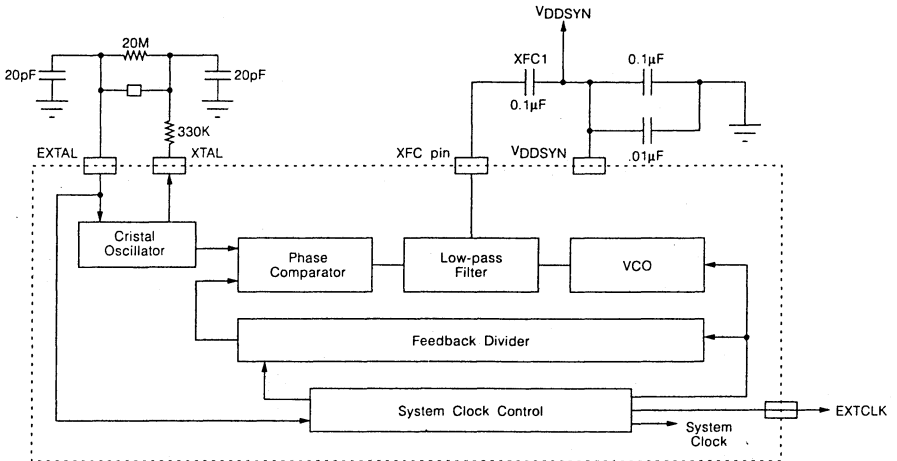 VDDSYN
20M
20pF
20pF
XFC1
0.1µF
0.1µF
330K
EXTAL
XTAL
XFC pin
VDDSYN
.01µF
Cristal
Oscillator
Phase
Comparator
Low-pass
Filter
VCO
Feedback Divider
System Clock Control
EXTCLK
System
Clock